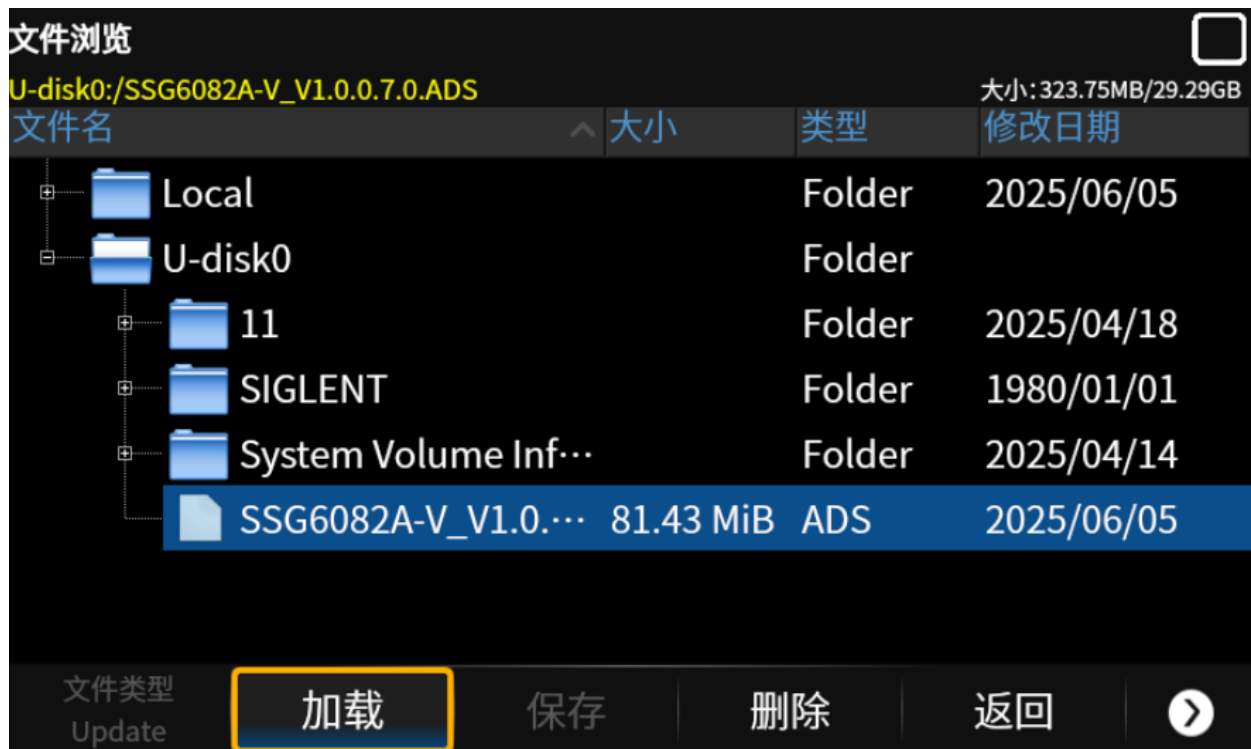 文件浏览
U-disk0:/SSG6082A-V_V1.0.0.7.0.ADS 大小:323.75MB/29.29GB
文件名 大小 类型 修改日期
Local Folder 2025/06/05
U-disk0 Folder
11 Folder 2025/04/18
SIGLENT Folder 1980/01/01
System Volume Inf··· Folder 2025/04/14
SSG6082A-V_V1.0.··· 81.43 MiB ADS 2025/06/05
文件类型 加载 保存 删除 返回
Update